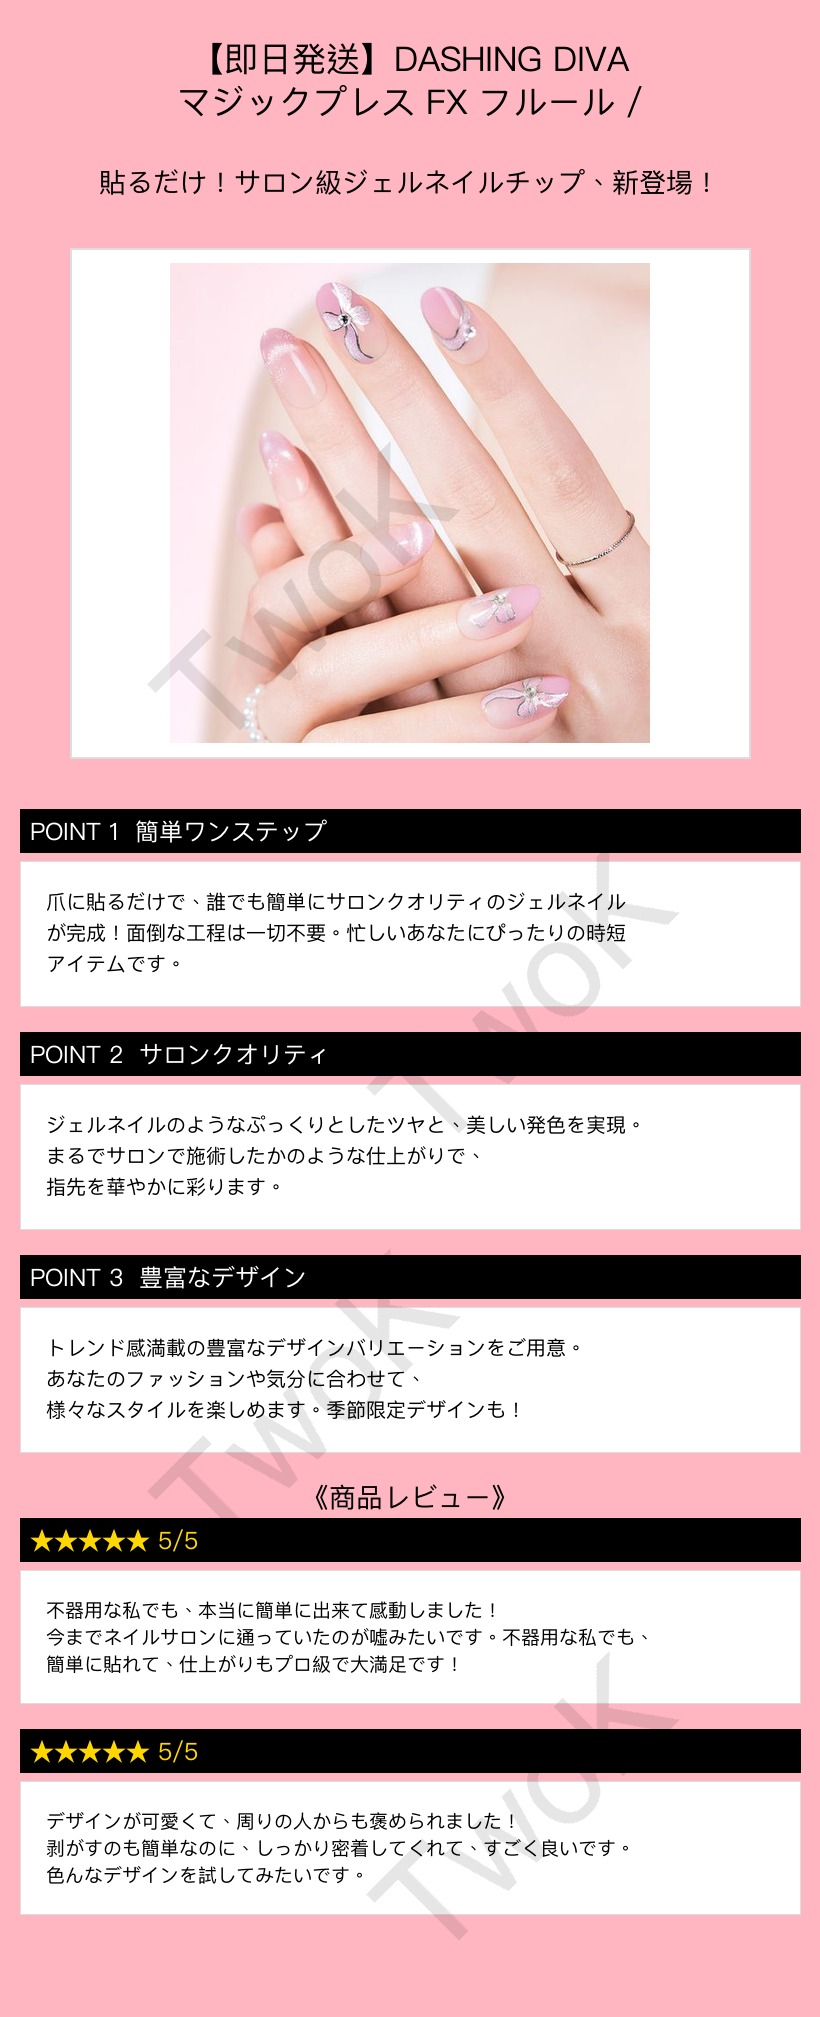 【即日発送】DASHING DIVA
マジックプレス FX フルール /
貼るだけ！サロン級ジェルネイルチップ、新登場！
TwoK
POINT 1 簡単ワンステップ
爪に貼るだけで、誰でも簡単にサロンクオリティのジェルネイル
が完成！面倒な工程は一切不要。忙しいあなたにぴったりの時短
アイテムです。
TwoK
POINT 2 サロンクオリティ
ジェルネイルのようなぷっくりとしたツヤと、美しい発色を実現。
まるでサロンで施術したかのような仕上がりで、
指先を華やかに彩ります。
POINT 3 豊富なデザイン
トレンド感満載の豊富なデザインバリエーションをご用意。
あなたのファッションや気分に合わせて、
様々なスタイルを楽しめます。季節限定デザインも！
TwoK
《商品レビュー》
★★★★★ 5/5
不器用な私でも、本当に簡単に出来て感動しました！
今までネイルサロンに通っていたのが嘘みたいです。不器用な私でも、
簡単に貼れて、仕上がりもプロ級で大満足です！
TwoK
★★★★★ 5/5
デザインが可愛くて、周りの人からも褒められました！
剥がすのも簡単なのに、しっかり密着してくれて、すごく良いです。
色んなデザインを試してみたいです。